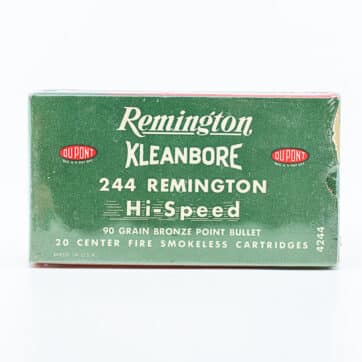 Remington
KLEANBORE
DU PONT
DU PONT
244 REMINGTON
Hi-Speed
90 GRAIN BRONZE POINT BULLET
20 CENTER FIRE SMOKELESS CARTRIDGES
MADE IN U.S.A.
4244